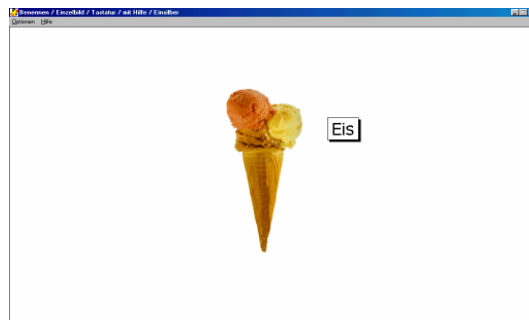 Benennen / Einzelbild / Tastatur / mit Hilfe / Einsilber
Optionen Hilfe
Eis